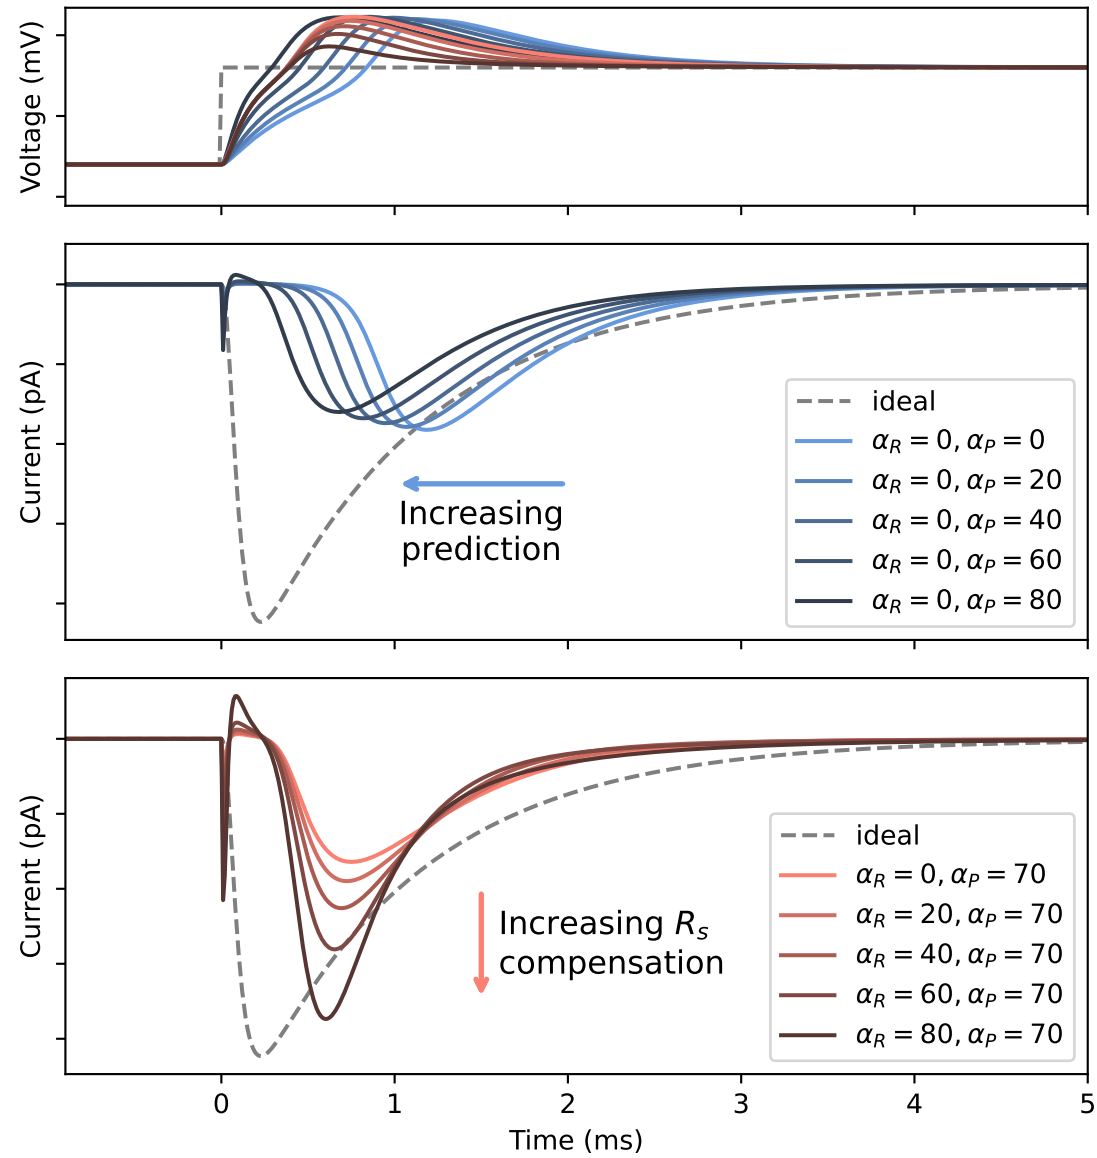 Voltage (mV)
Current (pA)
Increasing
prediction
ideal
α_R = 0, α_P = 0
α_R = 0, α_P = 20
α_R = 0, α_P = 40
α_R = 0, α_P = 60
α_R = 0, α_P = 80
Current (pA)
Increasing R_s
compensation
ideal
α_R = 0, α_P = 70
α_R = 20, α_P = 70
α_R = 40, α_P = 70
α_R = 60, α_P = 70
α_R = 80, α_P = 70
0 1 2 3 4 5
Time (ms)